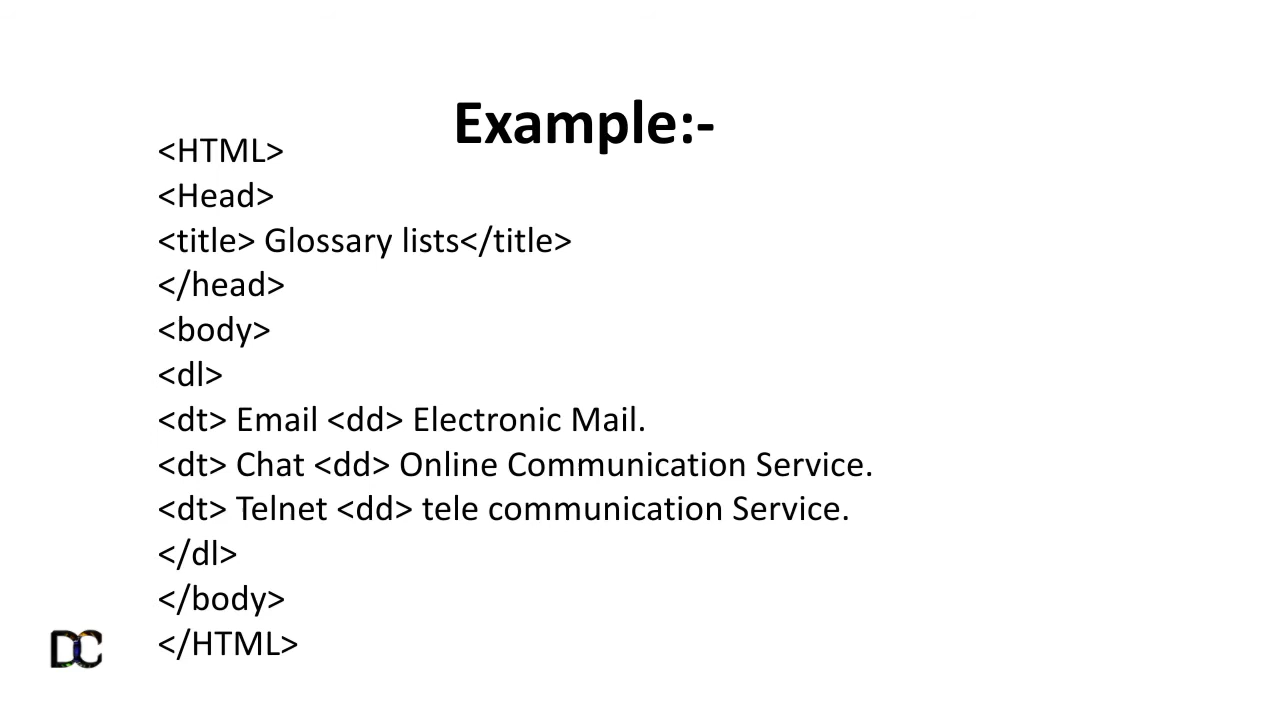 Example:-
<HTML>
<Head>
<title> Glossary lists</title>
</head>
<body>
<dl>
<dt> Email <dd> Electronic Mail.
<dt> Chat <dd> Online Communication Service.
<dt> Telnet <dd> tele communication Service.
</dl>
</body>
</HTML>
DC